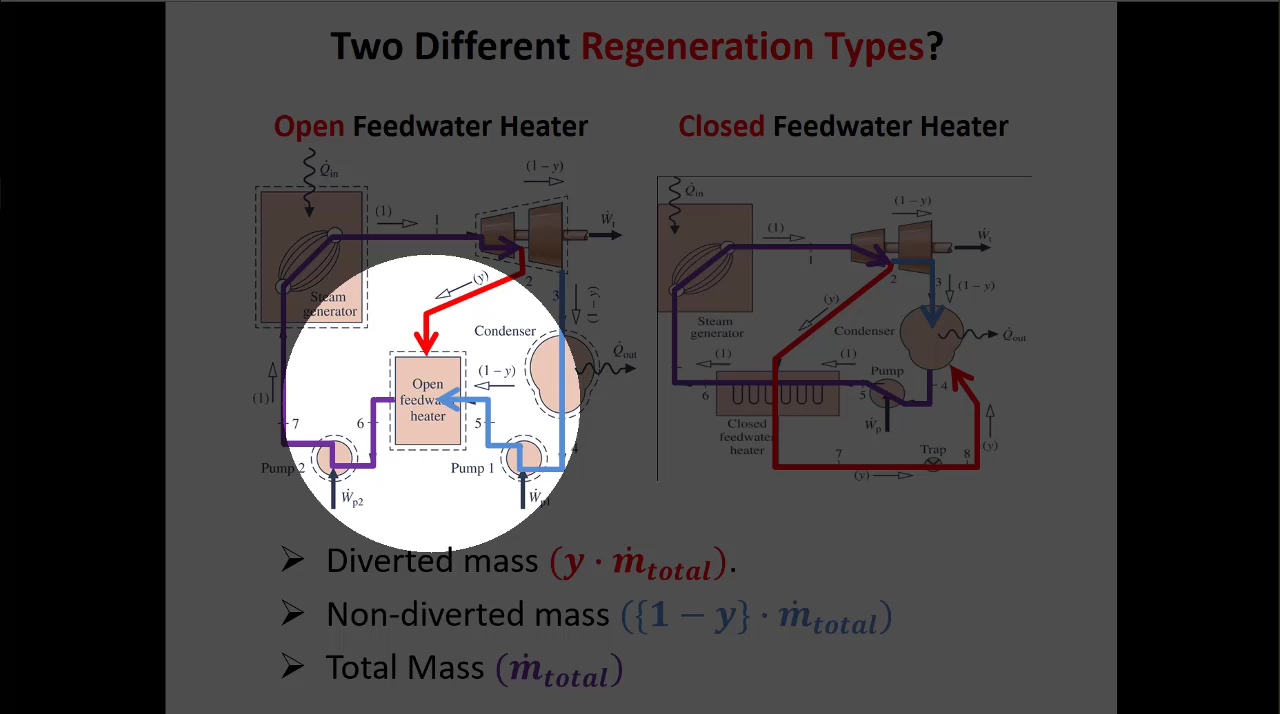 Two Different Regeneration Types?
Open Feedwater Heater
Closed Feedwater Heater
Q̇in
(1 – y)
(1)
1
Ẇt
(y)
2
3
(1–y)
Steam
generator
Condenser
Q̇out
Open
feedwater
heater
(1–y)
(1)
7
6
5
4
Pump 2
Pump 1
Ẇp2
Ẇp1
Q̇in
(1–y)
(1)
1
Ẇt
2
3
(1–y)
(y)
Steam
generator
Condenser
Q̇out
(1)
(1)
Pump
6
5
4
Closed
feedwater
heater
Ẇp
7
Trap
8
(y)
(y)
➢ Diverted mass (y · ṁtotal).
➢ Non-diverted mass ({1 − y} · ṁtotal)
➢ Total Mass (ṁtotal)